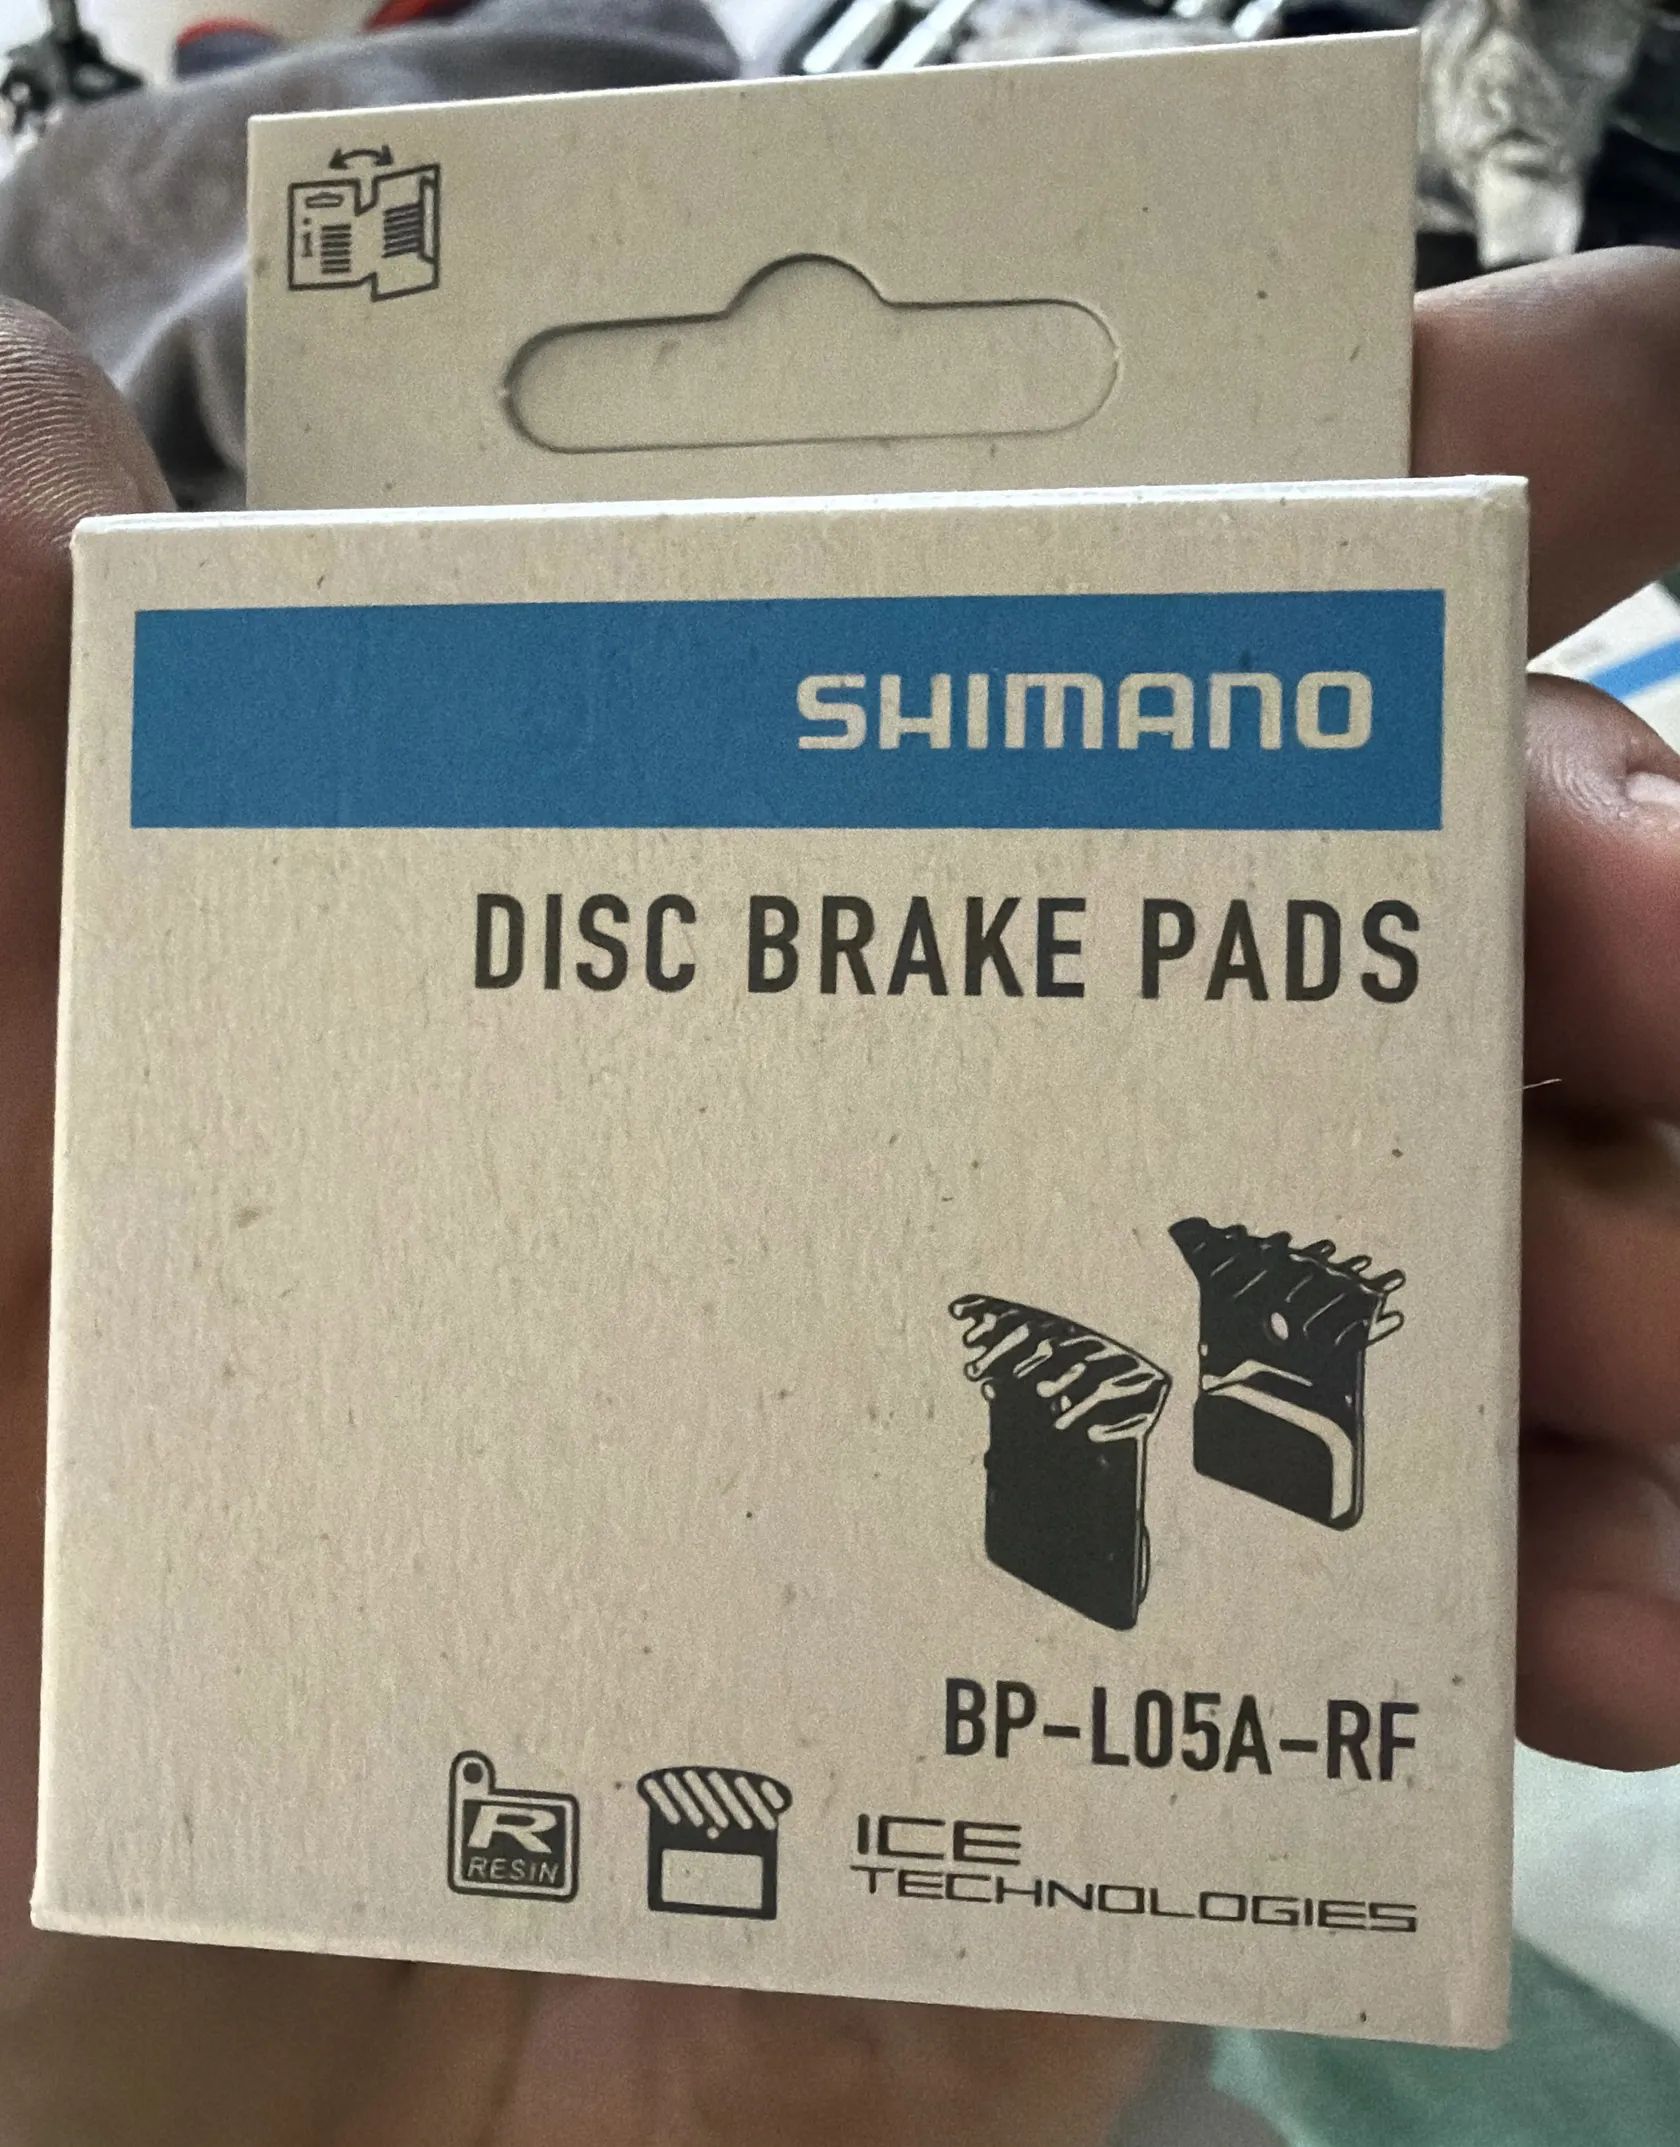 SHIMANO
DISC BRAKE PADS
BP-L05A-RF
R
RESIN
ICE
TECHNOLOGIES